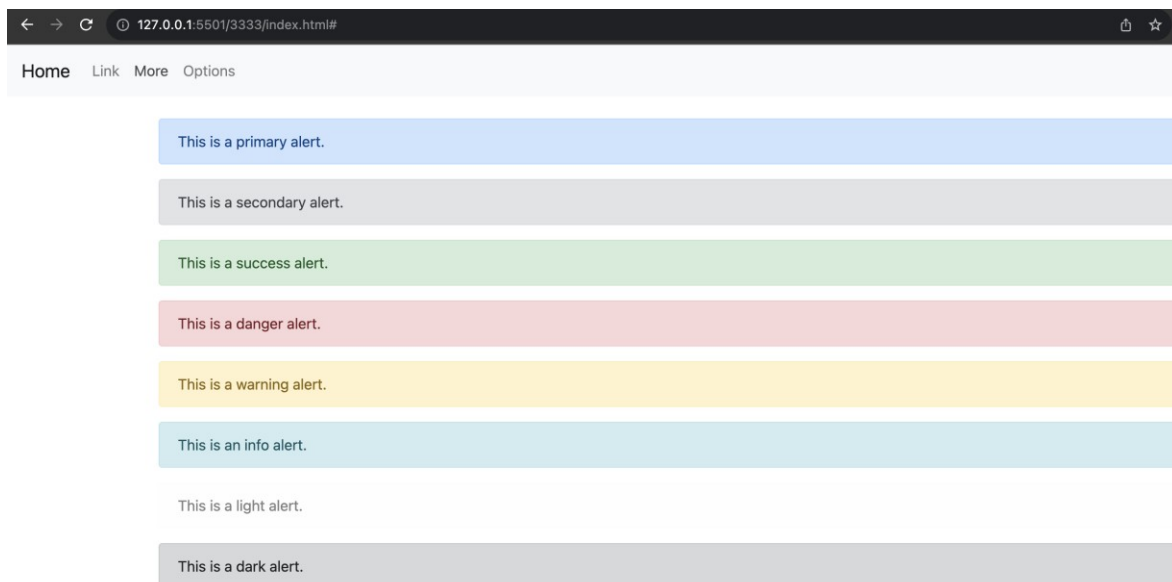 127.0.0.1:5501/3333/index.html#
Home Link More Options
This is a primary alert.
This is a secondary alert.
This is a success alert.
This is a danger alert.
This is a warning alert.
This is an info alert.
This is a light alert.
This is a dark alert.